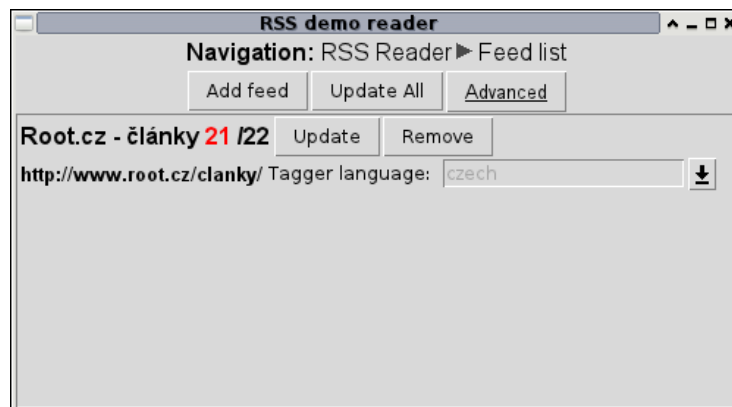 RSS demo reader
Navigation: RSS Reader▶ Feed list
Add feed Update All Advanced
Root.cz - články 21 /22 Update Remove
http://www.root.cz/clanky/ Tagger language: czech